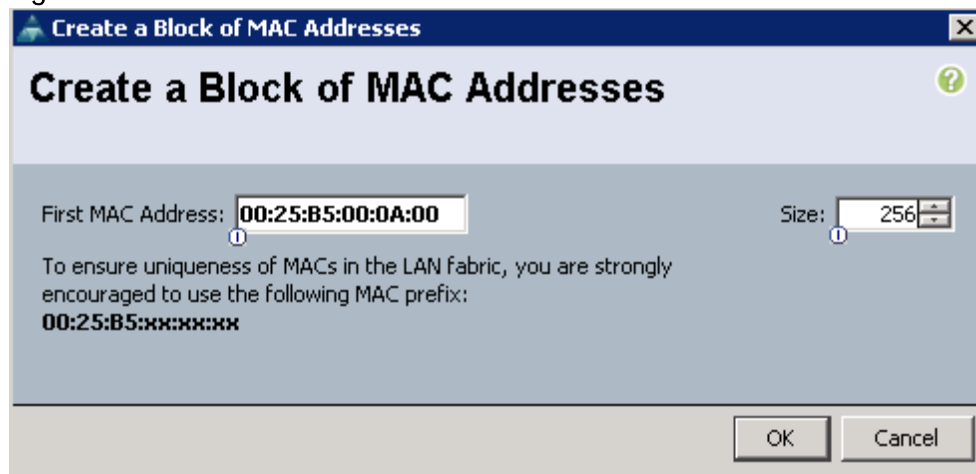 Create a Block of MAC Addresses
Create a Block of MAC Addresses
First MAC Address: 00:25:B5:00:0A:00 Size: 256
To ensure uniqueness of MACs in the LAN fabric, you are strongly
encouraged to use the following MAC prefix:
00:25:B5:xx:xx:xx
OK Cancel